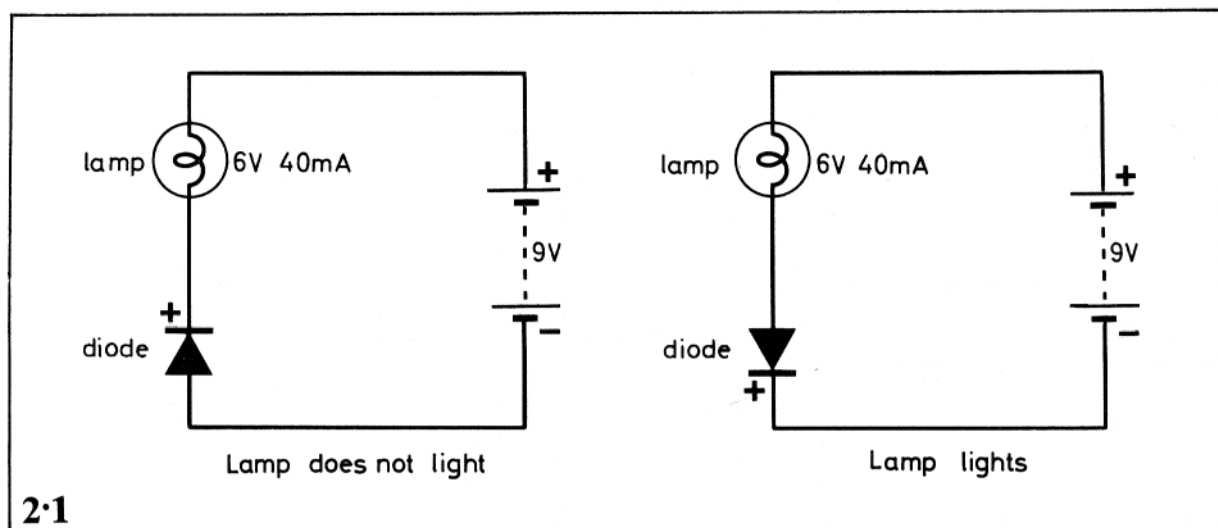 lamp
6V 40mA
+
9V
+
diode
−
Lamp does not light
lamp
6V 40mA
+
9V
diode
+
−
Lamp lights
2·1